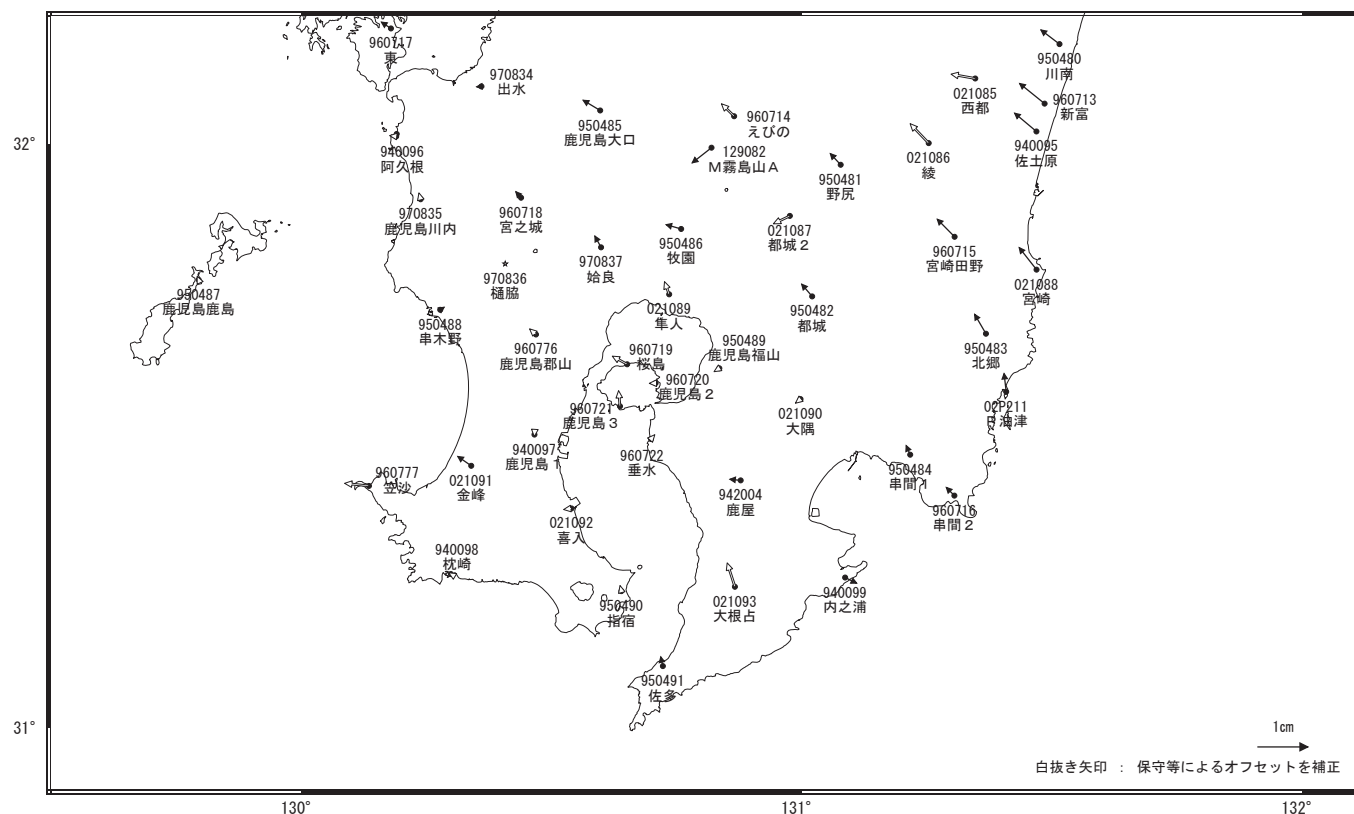 960717
東
970834
出水
950480
川南
021085
西都
960713
新富
950485
鹿児島大口
960714
えびの
129082
M霧島山A
940095
佐土原
021086
綾
940096
阿久根
950481
野尻
970835
鹿児島川内
960718
宮之城
021087
都城2
960715
宮崎田野
950486
牧園
970837
姶良
970836
樋脇
021088
宮崎
950487
鹿児島鹿島
021089
隼人
950482
都城
950488
串木野
960776
鹿児島郡山
960719
桜島
950489
鹿児島福山
950483
北郷
960720
鹿児島2
960721
鹿児島3
021090
大隅
02P211
P油津
940097
鹿児島1
960722
垂水
950484
串間1
960777
笠沙
021091
金峰
942004
鹿屋
960716
串間2
021092
喜入
940098
枕崎
950490
指宿
021093
大根占
940099
内之浦
950491
佐多
32°
31°
1cm
白抜き矢印 : 保守等によるオフセットを補正
130°
131°
132°